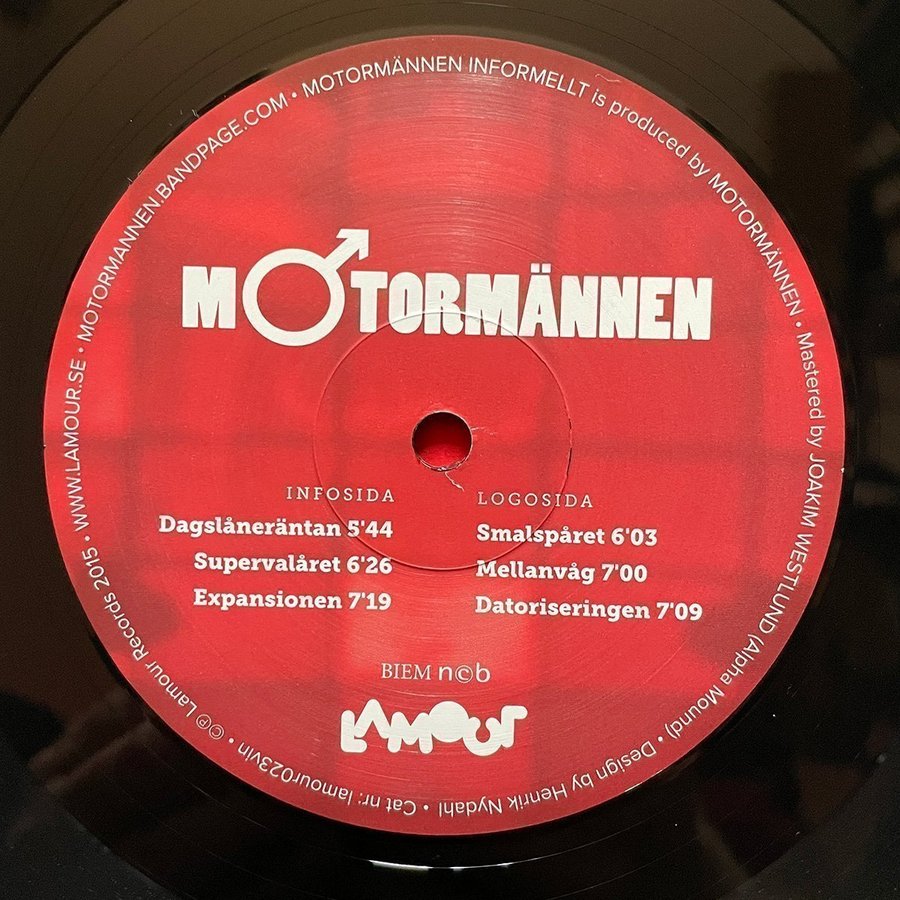 MOTORMÄNNEN
INFOSIDA
Dagslåneräntan 5'44
Supervalåret 6'26
Expansionen 7'19
LOGOSIDA
Smalspåret 6'03
Mellanvåg 7'00
Datoriseringen 7'09
BIEM n©b
LAMOUR
MOTORMÄNNEN INFORMELLT is produced by MOTORMÄNNEN • Mastered by JOAKIM WESTLUND (Alpha Mound) • Design by Henrik Nydahl • Cat nr: lamour023vin • ©℗ Lamour Records 2015 • WWW.LAMOUR.SE • MOTORMANNEN.BANDPAGE.COM •